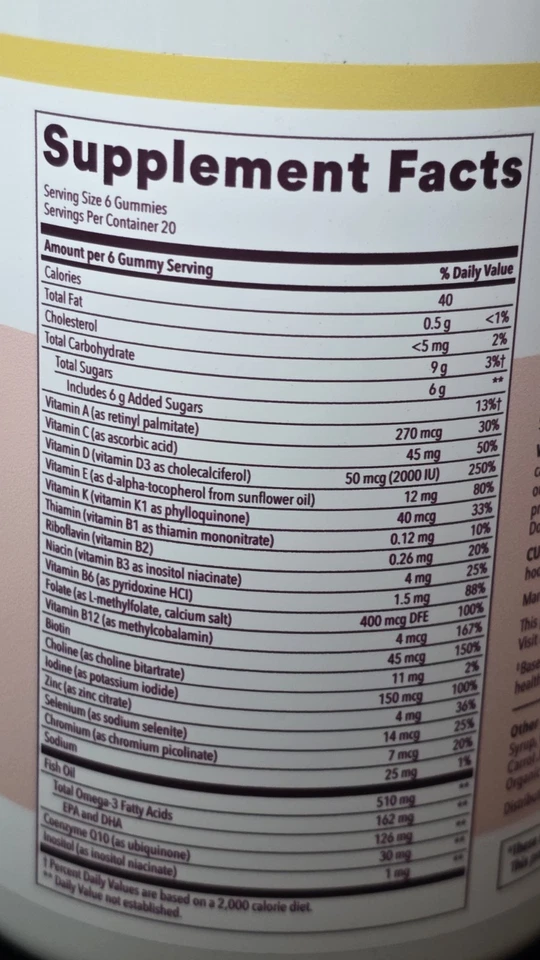 Supplement Facts
Serving Size 6 Gummies
Servings Per Container 20
Amount per 6 Gummy Serving % Daily Value
Calories 40
Total Fat 0.5 g <1%
Cholesterol <5 mg 2%
Total Carbohydrate 9 g 3%†
Total Sugars 6 g **
Includes 6 g Added Sugars 13%†
Vitamin A (as retinyl palmitate) 270 mcg 30%
Vitamin C (as ascorbic acid) 45 mg 50%
Vitamin D (vitamin D3 as cholecalciferol) 50 mcg (2000 IU) 250%
Vitamin E (as d-alpha-tocopherol from sunflower oil) 12 mg 80%
Vitamin K (vitamin K1 as phylloquinone) 40 mcg 33%
Thiamin (vitamin B1 as thiamin mononitrate) 0.12 mg 10%
Riboflavin (vitamin B2) 0.26 mg 20%
Niacin (vitamin B3 as inositol niacinate) 4 mg 25%
Vitamin B6 (as pyridoxine HCl) 1.5 mg 88%
Folate (as L-methylfolate, calcium salt) 400 mcg DFE 100%
Vitamin B12 (as methylcobalamin) 4 mcg 167%
Biotin 45 mcg 150%
Choline (as choline bitartrate) 11 mg 2%
Iodine (as potassium iodide) 150 mcg 100%
Zinc (as zinc citrate) 4 mg 36%
Selenium (as sodium selenite) 14 mcg 25%
Chromium (as chromium picolinate) 7 mcg 20%
Sodium 25 mg 1%
Fish Oil 510 mg **
Total Omega-3 Fatty Acids 162 mg **
EPA and DHA 126 mg **
Coenzyme Q10 (as ubiquinone) 30 mg **
Inositol (as inositol niacinate) 1 mg **
† Percent Daily Values are based on a 2,000 calorie diet.
** Daily Value not established.
This
Visit
Other
Syrup,
Organic